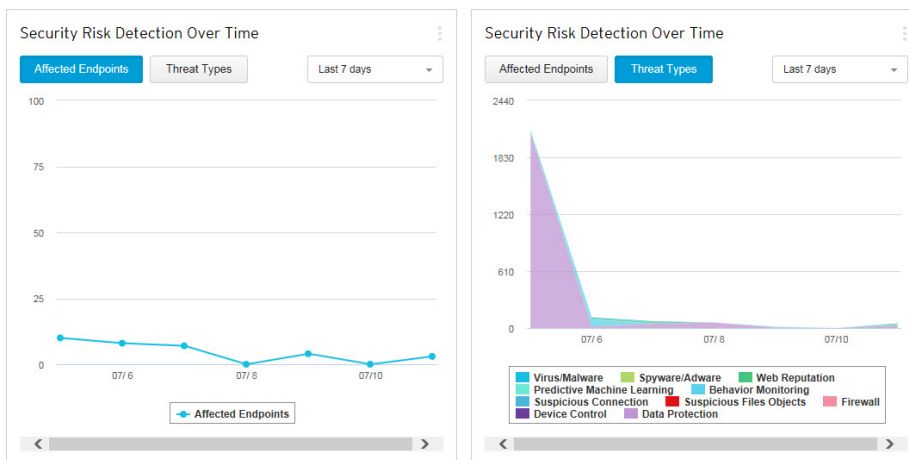 Security Risk Detection Over Time
Affected Endpoints Threat Types Last 7 days
100
75
50
25
0
07/ 6 07/ 8 07/10
Affected Endpoints
Security Risk Detection Over Time
Affected Endpoints Threat Types Last 7 days
2440
1830
1220
610
0
07/ 6 07/ 8 07/10
Virus/Malware Spyware/Adware Web Reputation
Predictive Machine Learning Behavior Monitoring
Suspicious Connection Suspicious Files Objects Firewall
Device Control Data Protection